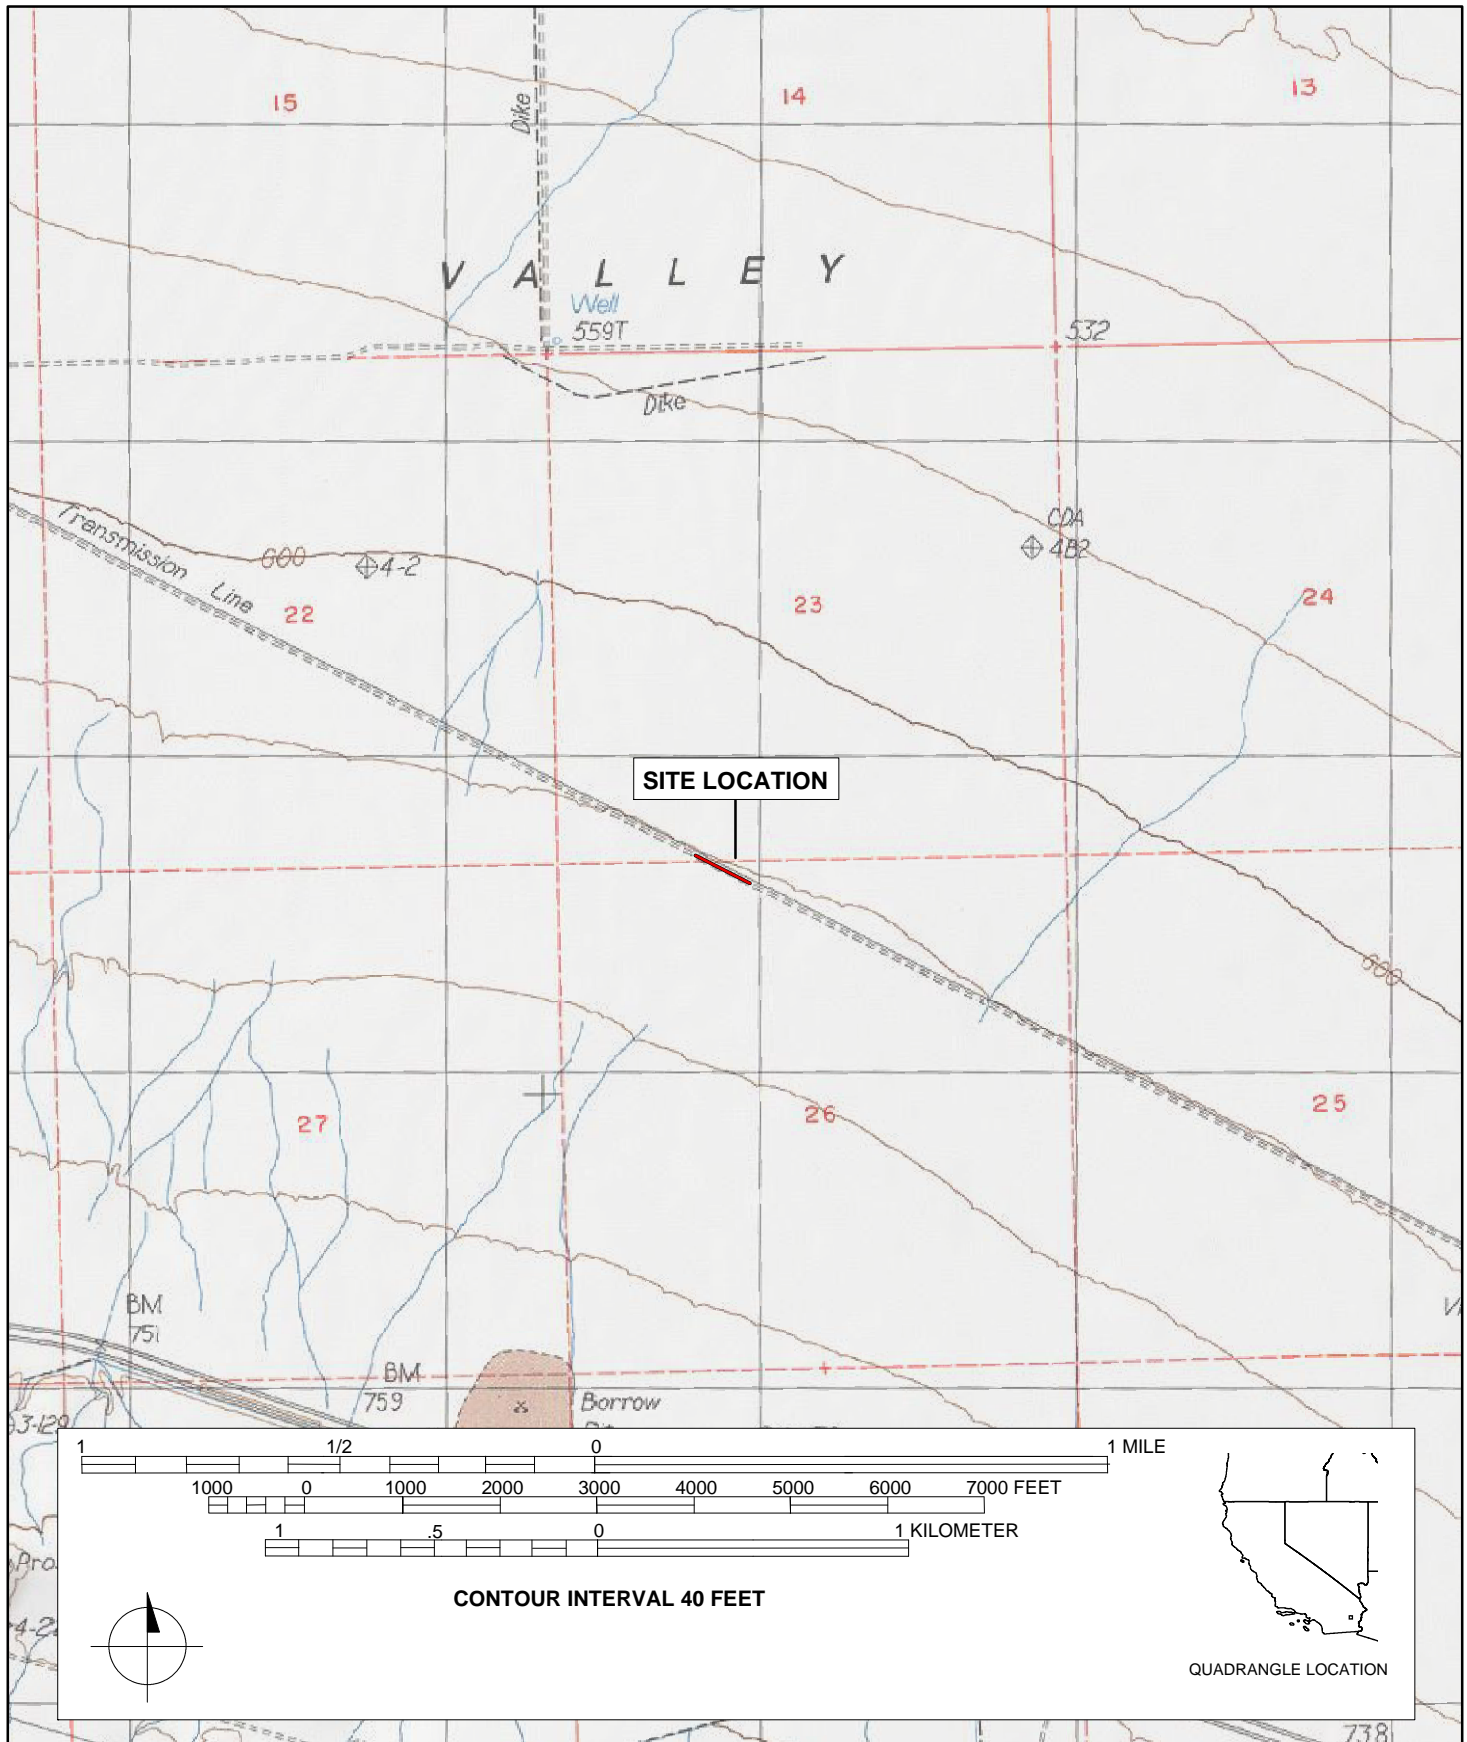 15
14
13
Dike
VALLEY
Well
559T
532
Dike
CDA
4B2
Transmission Line
600
4-2
22
23
24
SITE LOCATION
600
27
26
25
BM
751
BM
759
Borrow
1 1/2 0 1 MILE
1000 0 1000 2000 3000 4000 5000 6000 7000 FEET
1 .5 0 1 KILOMETER
CONTOUR INTERVAL 40 FEET
QUADRANGLE LOCATION
738